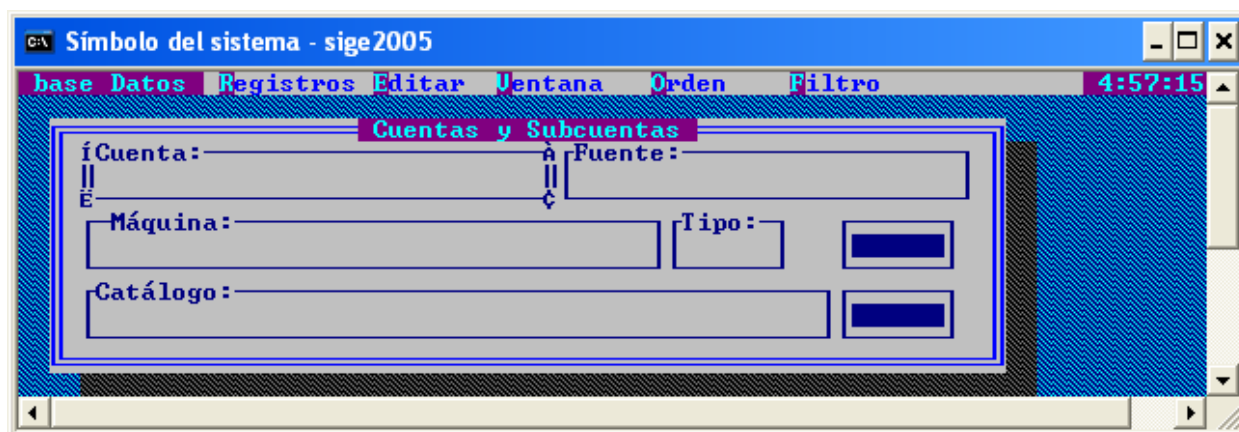 Símbolo del sistema - sige2005
base Datos Registros Editar Ventana Orden Filtro 4:57:15
Cuentas y Subcuentas
íCuenta: À Fuente:
Ë ¢
Máquina: Tipo:
Catálogo: